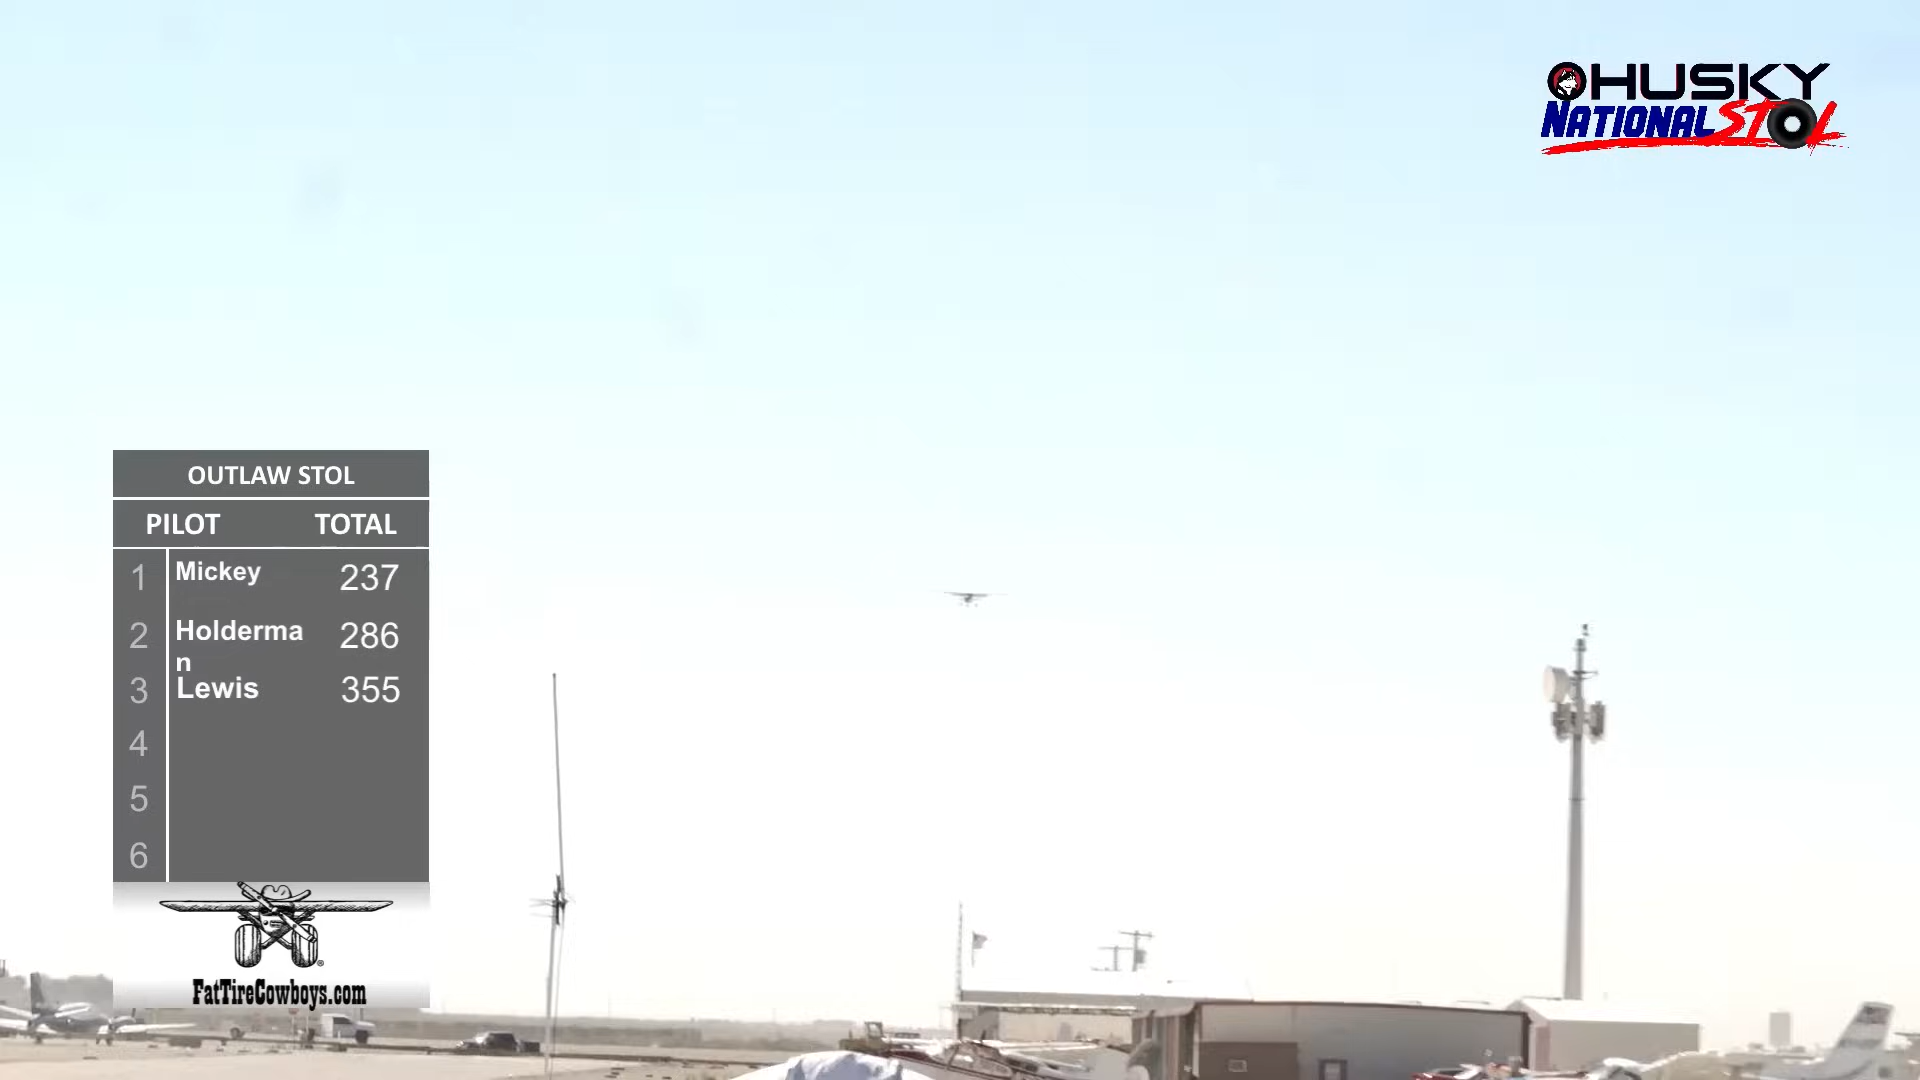 HUSKY
NATIONAL STOL
OUTLAW STOL
PILOT TOTAL
1 Mickey 237
2 Holderma 286
n
3 Lewis 355
4
5
6
FatTireCowboys.com